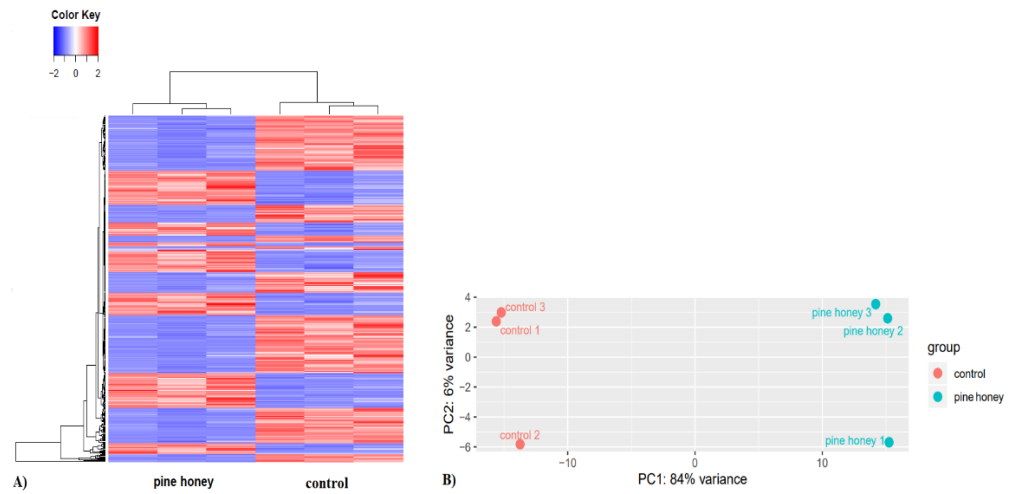 Color Key
−2 0 2
A)
pine honey control
B)
PC2: 6% variance
4
2
0
−2
−4
−6
control 3
control 1
control 2
pine honey 3
pine honey 2
pine honey 1
−10 0 10
PC1: 84% variance
group
control
pine honey